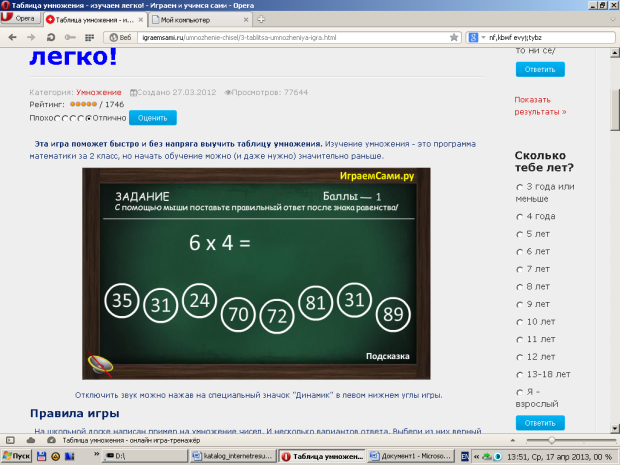 Таблица умножения - изучаем легко! - Играем и учимся сами - Opera
Opera
Таблица умножения - и...
Мой компьютер
Веб
igraemsami.ru/umnozhenie-chisel/3-tablitsa-umnozheniya-igra.html
nf,kbwf evyj;tybz
легко!
Категория: Умножение
Создано 27.03.2012
Просмотров: 77644
Рейтинг: / 1746
Плохо Отлично Оценить
Эта игра поможет быстро и без напряга выучить таблицу умножения. Изучение умножения - это программа
математики за 2 класс, но начать обучение можно (и даже нужно) значительно раньше.
ИграемСами.ру
ЗАДАНИЕ
Баллы — 1
С помощью мыши поставьте правильный ответ после знака равенства!
6 x 4 =
35 31 24 70 72 81 31 89
Подсказка
Отключить звук можно нажав на специальный значок "Динамик" в левом нижнем углы игры.
Правила игры
На школьной доске написан пример на умножение чисел. И несколько вариантов ответа. Выбери из них верный
то ни се/
Ответить
Показать
результаты »
Сколько
тебе лет?
3 года или
меньше
4 года
5 лет
6 лет
7 лет
8 лет
9 лет
10 лет
11 лет
12 лет
13-18 лет
Я -
взрослый
Ответить
Таблица умножения - онлайн игра-тренажёр
Пуск
D:\
katalog_internetresu...
Таблица умножен...
Документ1 - Microso...
EN
13:51, Ср, 17 апр 2013, 00 %